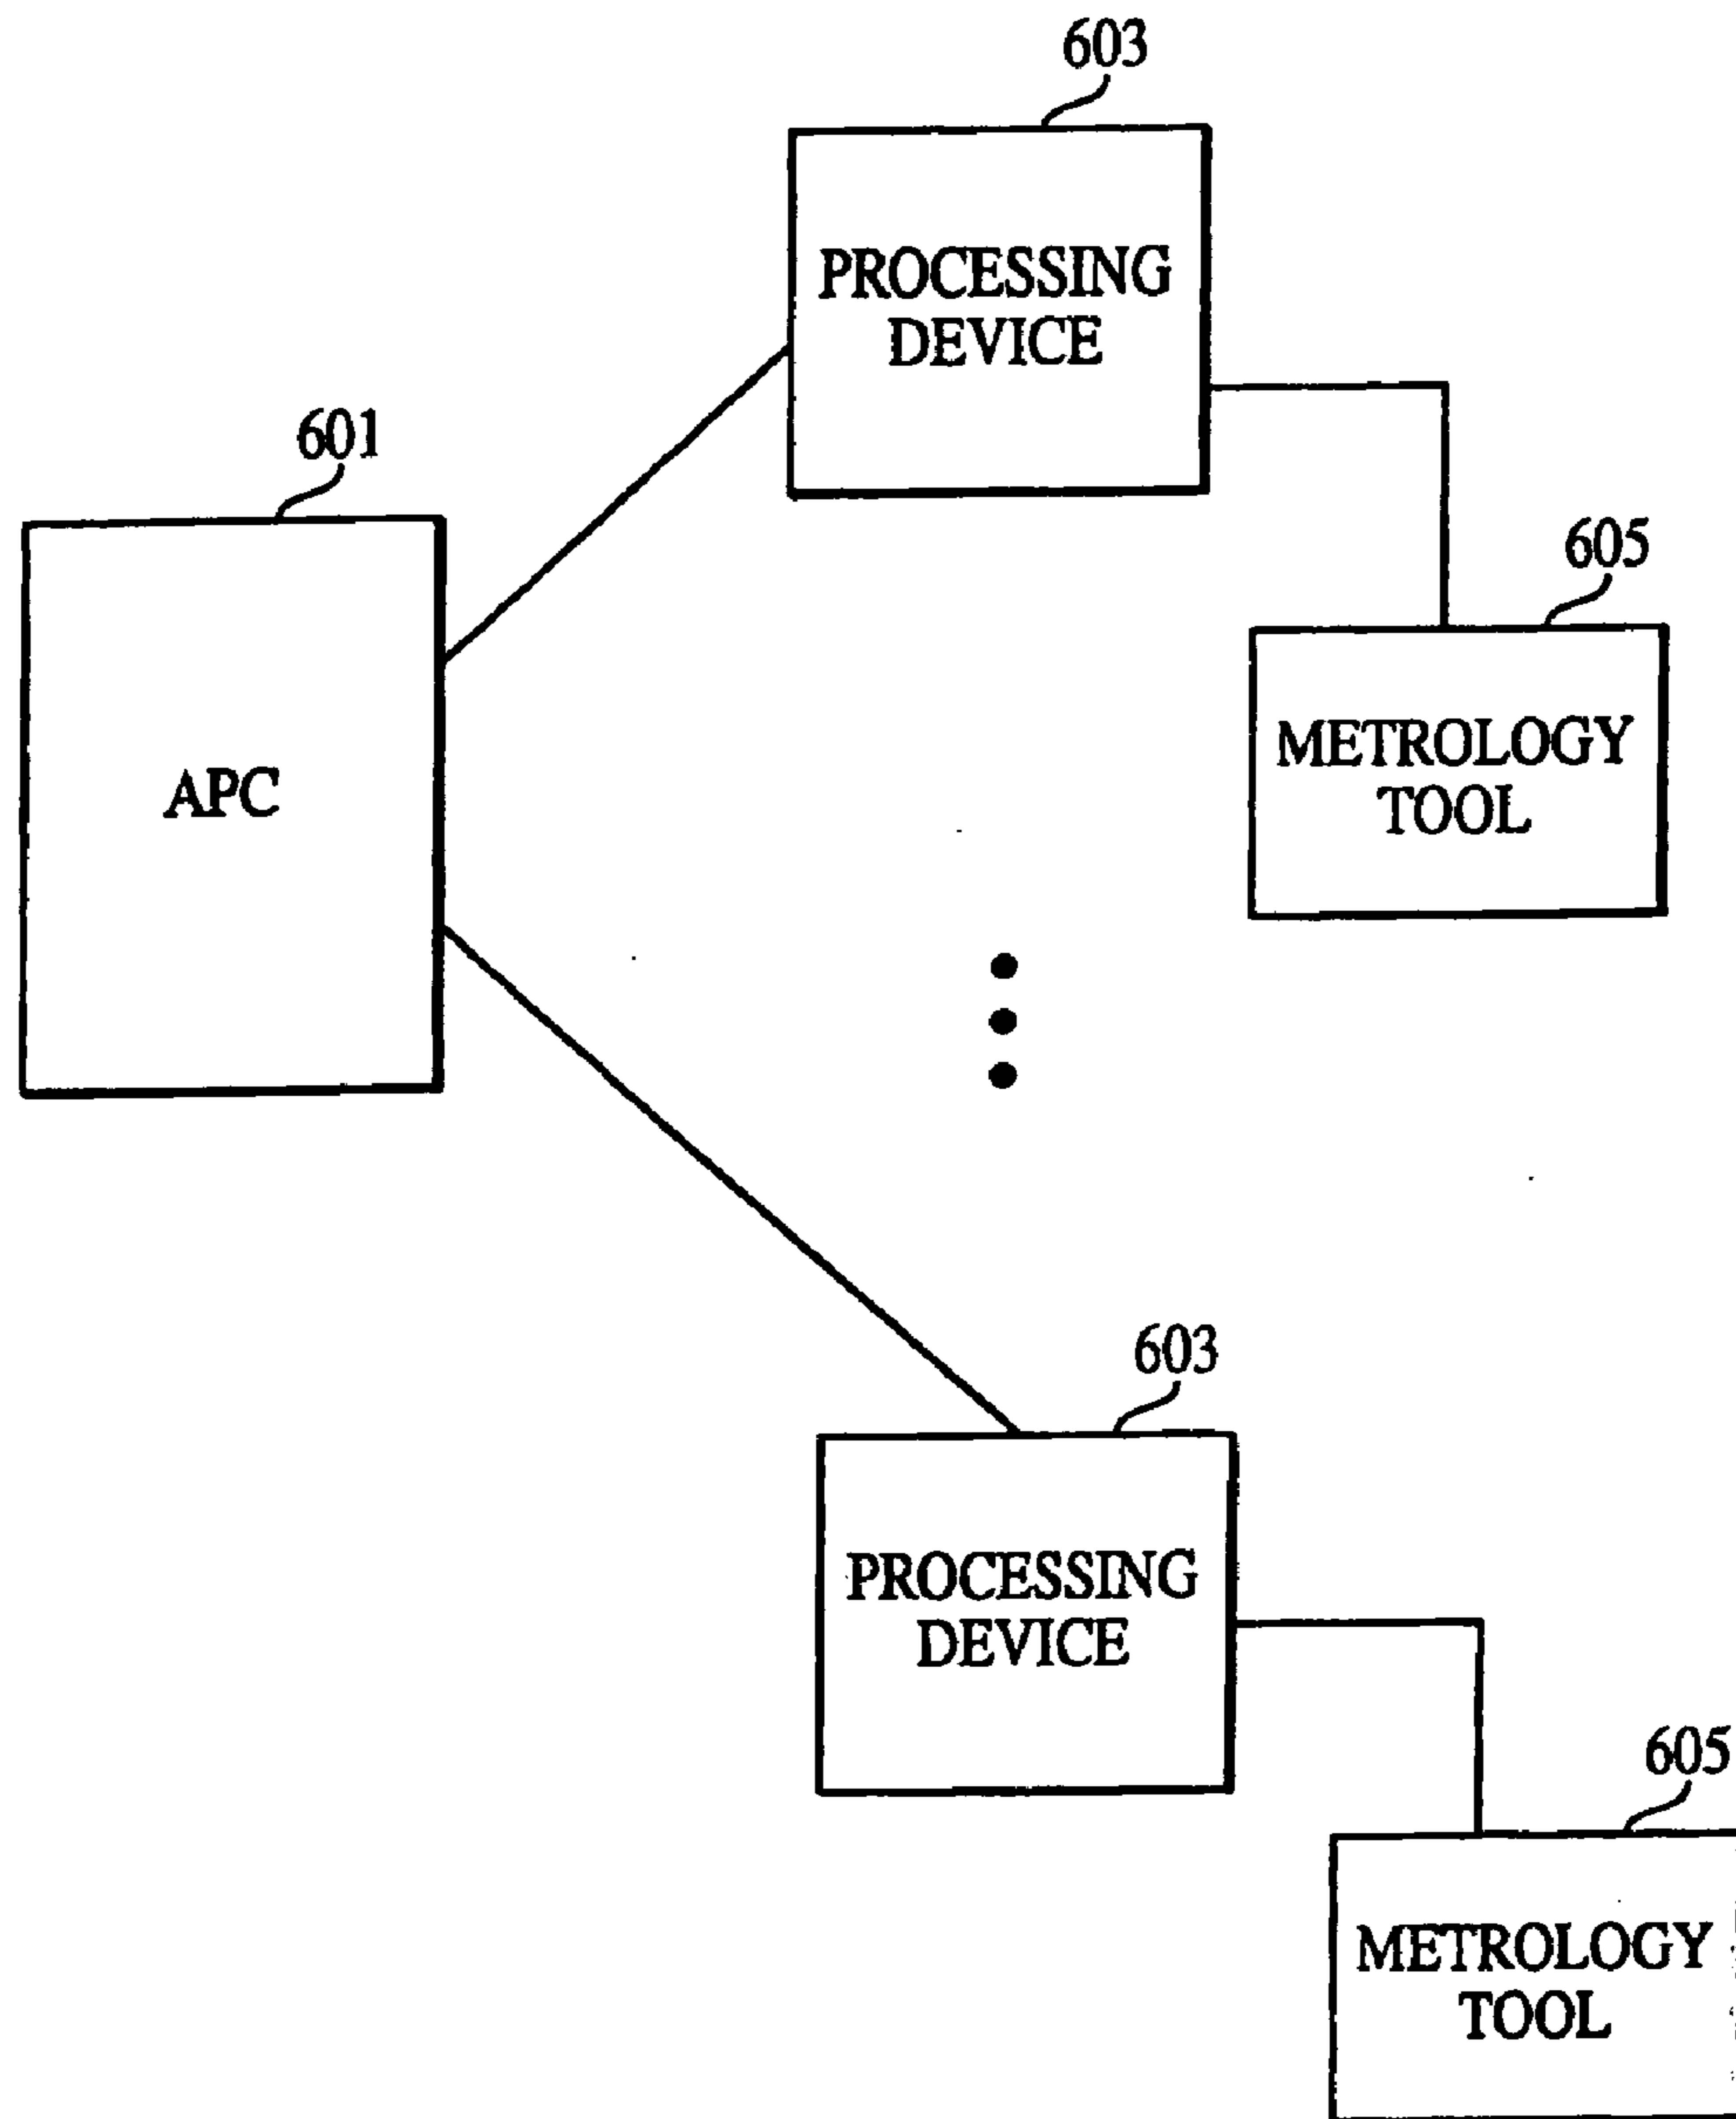 603
PROCESSING
DEVICE
601
APC
605
METROLOGY
TOOL
603
PROCESSING
DEVICE
605
METROLOGY
TOOL